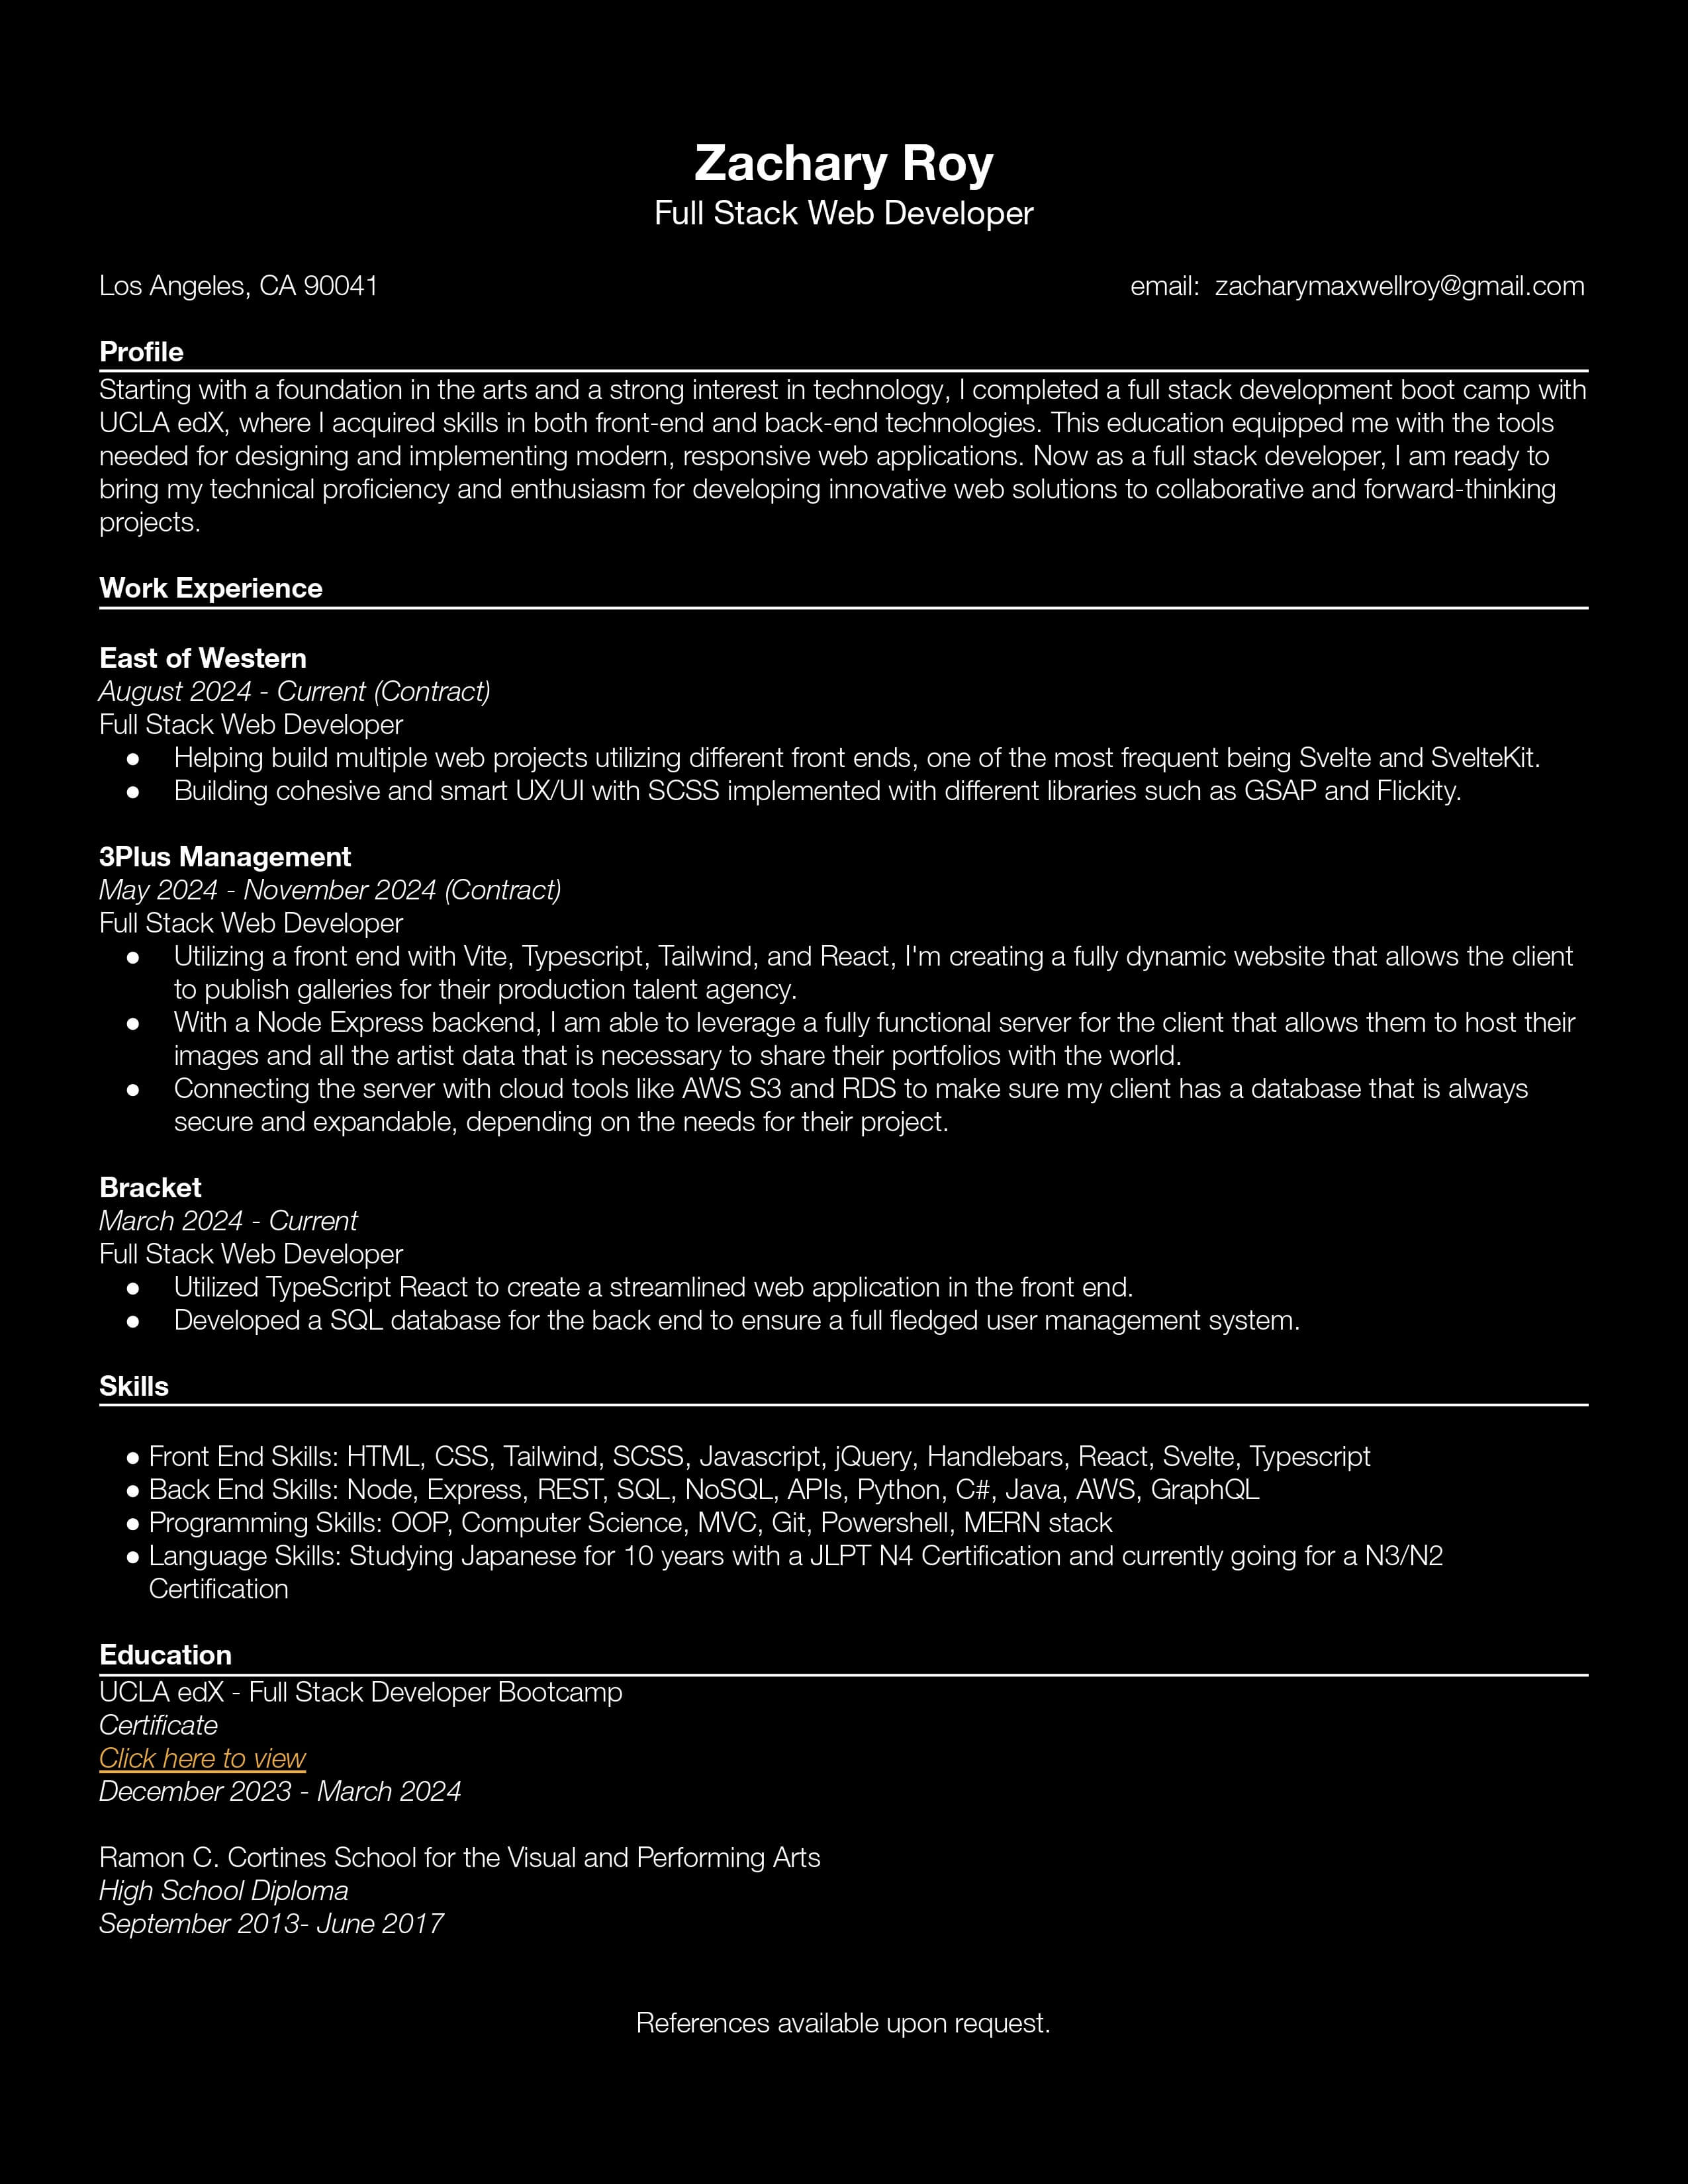 Zachary Roy
Full Stack Web Developer
Los Angeles, CA 90041 email:  zacharymaxwellroy@gmail.com
Profile
Starting with a foundation in the arts and a strong interest in technology, I completed a full stack development boot camp with
UCLA edX, where I acquired skills in both front-end and back-end technologies. This education equipped me with the tools
needed for designing and implementing modern, responsive web applications. Now as a full stack developer, I am ready to
bring my technical proficiency and enthusiasm for developing innovative web solutions to collaborative and forward-thinking
projects.
Work Experience
East of Western
August 2024 - Current (Contract)
Full Stack Web Developer
● Helping build multiple web projects utilizing different front ends, one of the most frequent being Svelte and SvelteKit.
● Building cohesive and smart UX/UI with SCSS implemented with different libraries such as GSAP and Flickity.
3Plus Management
May 2024 - November 2024 (Contract)
Full Stack Web Developer
● Utilizing a front end with Vite, Typescript, Tailwind, and React, I'm creating a fully dynamic website that allows the client
to publish galleries for their production talent agency.
● With a Node Express backend, I am able to leverage a fully functional server for the client that allows them to host their
images and all the artist data that is necessary to share their portfolios with the world.
● Connecting the server with cloud tools like AWS S3 and RDS to make sure my client has a database that is always
secure and expandable, depending on the needs for their project.
Bracket
March 2024 - Current
Full Stack Web Developer
● Utilized TypeScript React to create a streamlined web application in the front end.
● Developed a SQL database for the back end to ensure a full fledged user management system.
Skills
● Front End Skills: HTML, CSS, Tailwind, SCSS, Javascript, jQuery, Handlebars, React, Svelte, Typescript
● Back End Skills: Node, Express, REST, SQL, NoSQL, APIs, Python, C#, Java, AWS, GraphQL
● Programming Skills: OOP, Computer Science, MVC, Git, Powershell, MERN stack
● Language Skills: Studying Japanese for 10 years with a JLPT N4 Certification and currently going for a N3/N2
Certification
Education
UCLA edX - Full Stack Developer Bootcamp
Certificate
Click here to view
December 2023 - March 2024
Ramon C. Cortines School for the Visual and Performing Arts
High School Diploma
September 2013- June 2017
References available upon request.